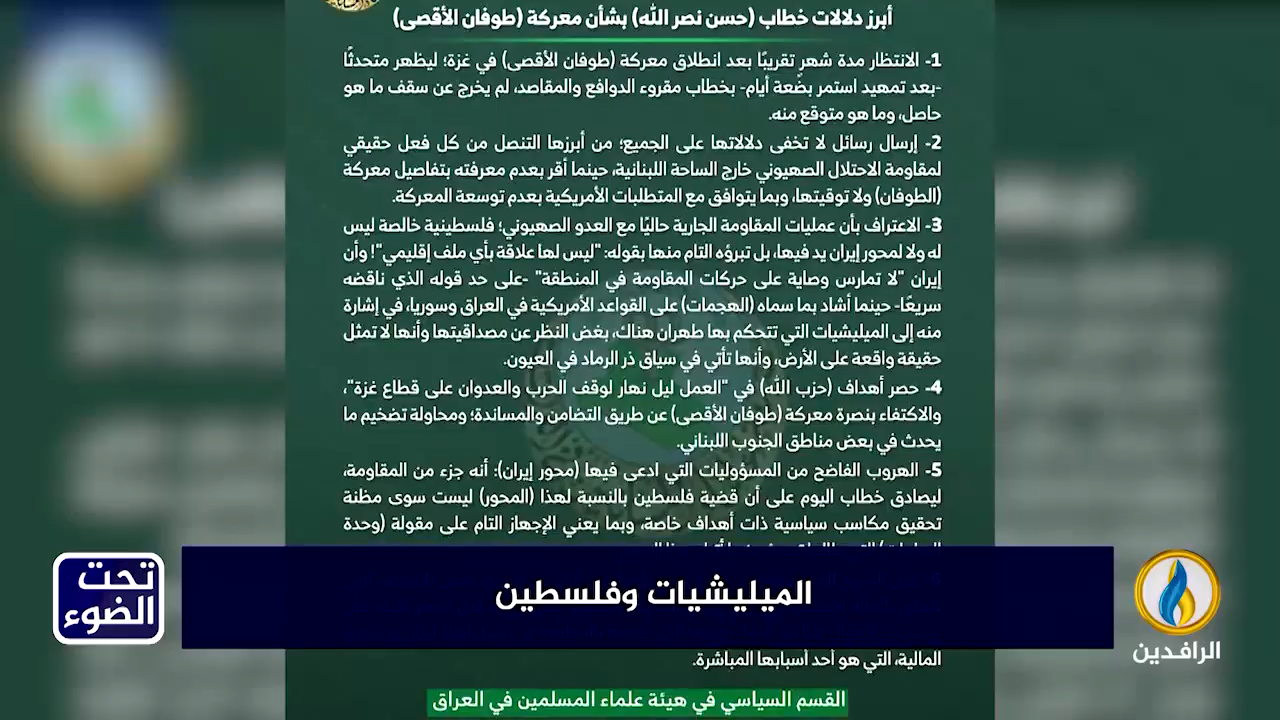 أبرز دلالات خطاب (حسن نصر الله) بشأن معركة (طوفان الأقصى)
1- الانتظار مدة شهر تقريبًا بعد انطلاق معركة (طوفان الأقصى) في غزة؛ ليظهر متحدثًا
-بعد تمهيد استمر بضْعة أيام- بخطاب مقروء الدوافع والمقاصد، لم يخرج عن سقف ما هو
حاصل، وما هو متوقع منه.
2- إرسال رسائل لا تخفى دلالاتها على الجميع؛ من أبرزها التنصل من كل فعل حقيقي
لمقاومة الاحتلال الصهيوني خارج الساحة اللبنانية، حينما أقر بعدم معرفته بتفاصيل معركة
(الطوفان) ولا توقيتها، وبما يتوافق مع المتطلبات الأمريكية بعدم توسعة المعركة.
3- الاعتراف بأن عمليات المقاومة الجارية حاليًا مع العدو الصهيوني؛ فلسطينية خالصة ليس
له ولا لمحور إيران يد فيها، بل تبرؤه التام منها بقوله: "ليس لها علاقة بأي ملف إقليمي"! وأن
إيران "لا تمارس وصاية على حركات المقاومة في المنطقة" -على حد قوله الذي ناقضه
سريعًا- حينما أشاد بما سماه (الهجمات) على القواعد الأمريكية في العراق وسوريا، في إشارة
منه إلى الميليشيات التي تتحكم بها طهران هناك، بغض النظر عن مصداقيتها وأنها لا تمثل
حقيقة واقعة على الأرض، وأنها تأتي في سياق ذر الرماد في العيون.
4- حصر أهداف (حزب الله) في "العمل ليل نهار لوقف الحرب والعدوان على قطاع غزة"،
والاكتفاء بنصرة معركة (طوفان الأقصى) عن طريق التضامن والمساندة؛ ومحاولة تضخيم ما
يحدث في بعض مناطق الجنوب اللبناني.
5- الهروب الفاضح من المسؤوليات التي ادعى فيها (محور إيران): أنه جزء من المقاومة،
ليصادق خطاب اليوم على أن قضية فلسطين بالنسبة لهذا (المحور) ليست سوى مظنة
تحقيق مكاسب سياسية ذات أهداف خاصة، وبما يعني الإجهاز التام على مقولة (وحدة
الميليشيات وفلسطين
تحت
الضوء
الرافدين
المالية، التي هو أحد أسبابها المباشرة.
القسم السياسي في هيئة علماء المسلمين في العراق